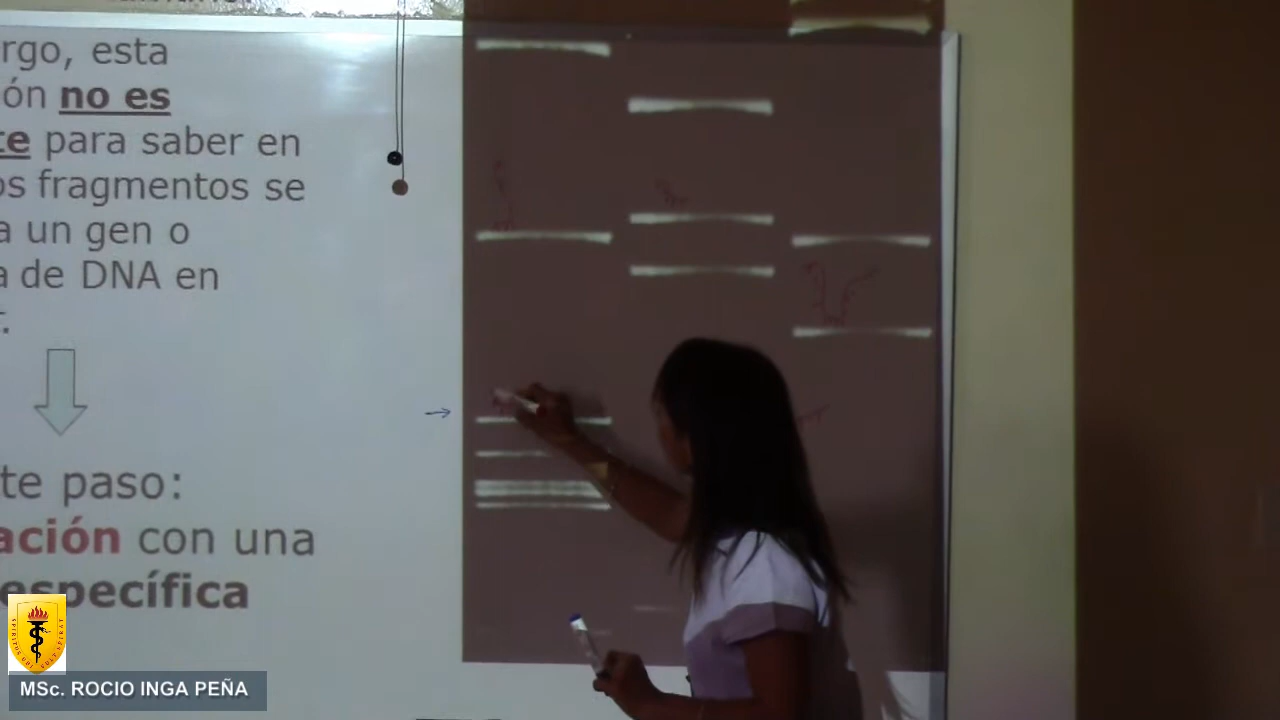 rgo, esta
ón no es
te para saber en
os fragmentos se
a un gen o
a de DNA en
r.
te paso:
ación con una
específica
MSc. ROCIO INGA PEÑA